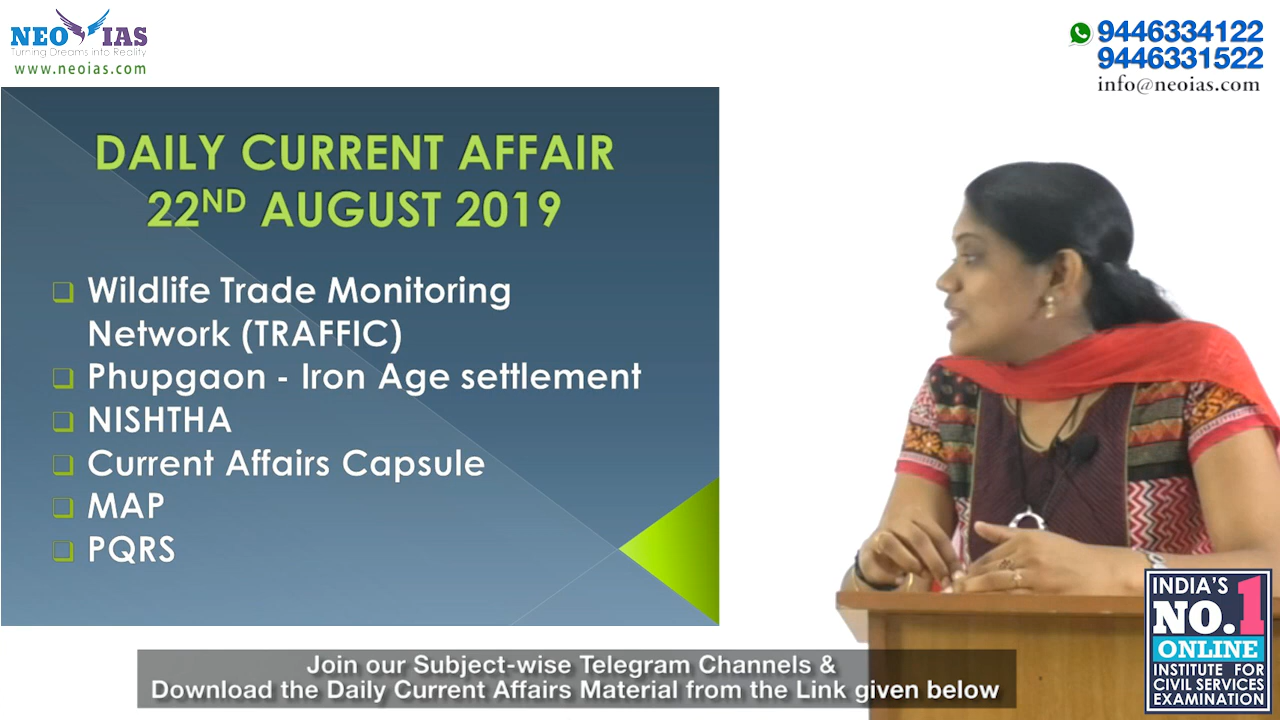 NEO IAS
Turning Dreams into Reality
www.neoias.com
9446334122
9446331522
info@neoias.com
DAILY CURRENT AFFAIR
22ND AUGUST 2019
Wildlife Trade Monitoring
Network (TRAFFIC)
Phupgaon - Iron Age settlement
NISHTHA
Current Affairs Capsule
MAP
PQRS
INDIA'S
NO.1
ONLINE
INSTITUTE FOR
CIVIL SERVICES
EXAMINATION
Join our Subject-wise Telegram Channels &
Download the Daily Current Affairs Material from the Link given below